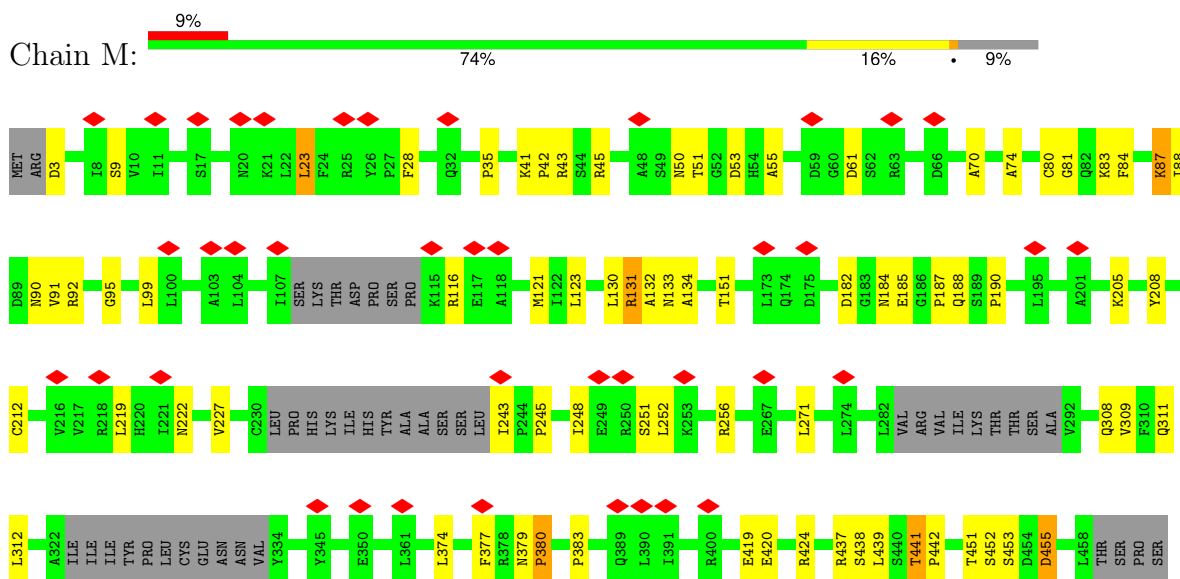 9%
Chain M:
74% 16% • 9%
MET ARG D3 I8 S9 V10 I11 S17 N20 K21 L22 L23 F24 R25 Y26 P27 F28 Q32 P35 K41 P42 R43 S44 R45 A48 S49 N50 T51 G52 D53 H54 A55 D59 G60 D61 S62 R63 D66 A70 A74 C80 G81 Q82 K83 F84 K87 I88
D89 N90 V91 R92 G95 L99 L100 A103 L104 I107 SER LYS THR ASP PRO SER PRO K115 R116 E117 A118 M121 I122 L123 L130 R131 A132 N133 A134 T151 L173 Q174 D175 D182 G183 N184 E185 G186 P187 Q188 S189 P190 L195 A201 K205 Y208
C212 V216 V217 R218 L219 H220 I221 N222 V227 C230 LEU PRO HIS LYS ILE HIS TYR ALA ALA SER SER LEU I243 P244 P245 I248 E249 R250 S251 L252 K253 R256 E267 L271 L274 L282 VAL ARG VAL ILE LYS THR THR SER ALA V292 Q308 V309 F310 Q311
L312 A322 ILE ILE ILE TYR PRO LEU CYS GLU ASN ASN VAL Y334 Y345 E350 L361 L374 F377 R378 N379 P380 P383 Q389 L390 I391 R400 E419 E420 R424 R437 S438 L439 S440 T441 P442 T451 S452 S453 D454 D455 L458 THR SER PRO SER